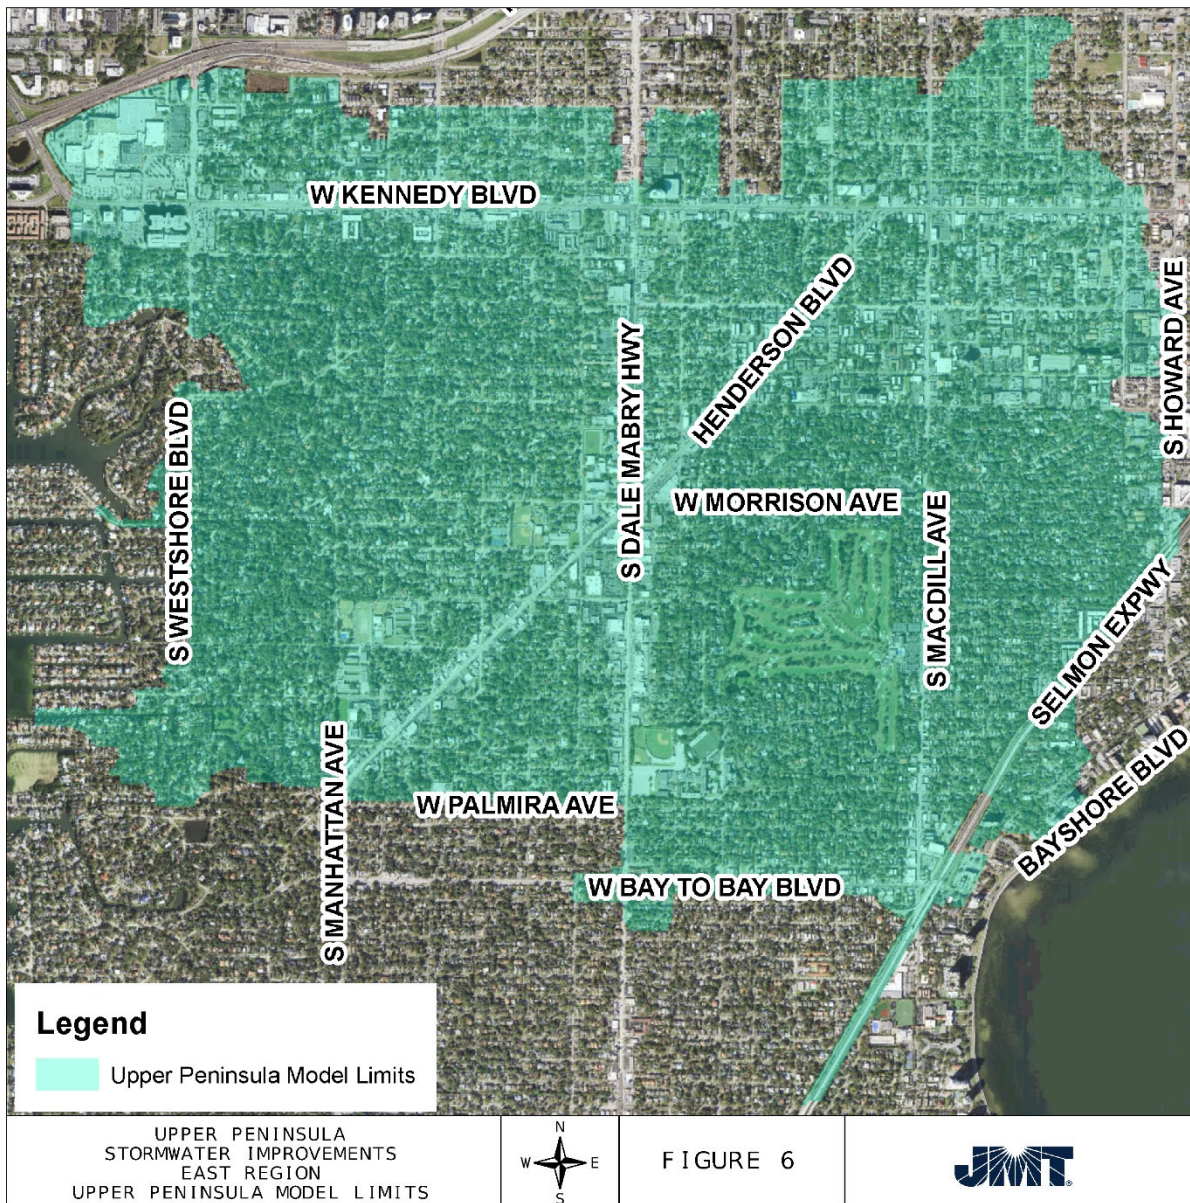 W KENNEDY BLVD
HENDERSON BLVD
S HOWARD AVE
S DALE MABRY HWY
S WESTSHORE BLVD
W MORRISON AVE
S MACDILL AVE
SELMON EXPWY
S MANHATTAN AVE
W PALMIRA AVE
BAYSHORE BLVD
W BAY TO BAY BLVD
Legend
Upper Peninsula Model Limits
UPPER PENINSULA
STORMWATER IMPROVEMENTS
EAST REGION
UPPER PENINSULA MODEL LIMITS
N
W E
S
FIGURE 6
JMT®